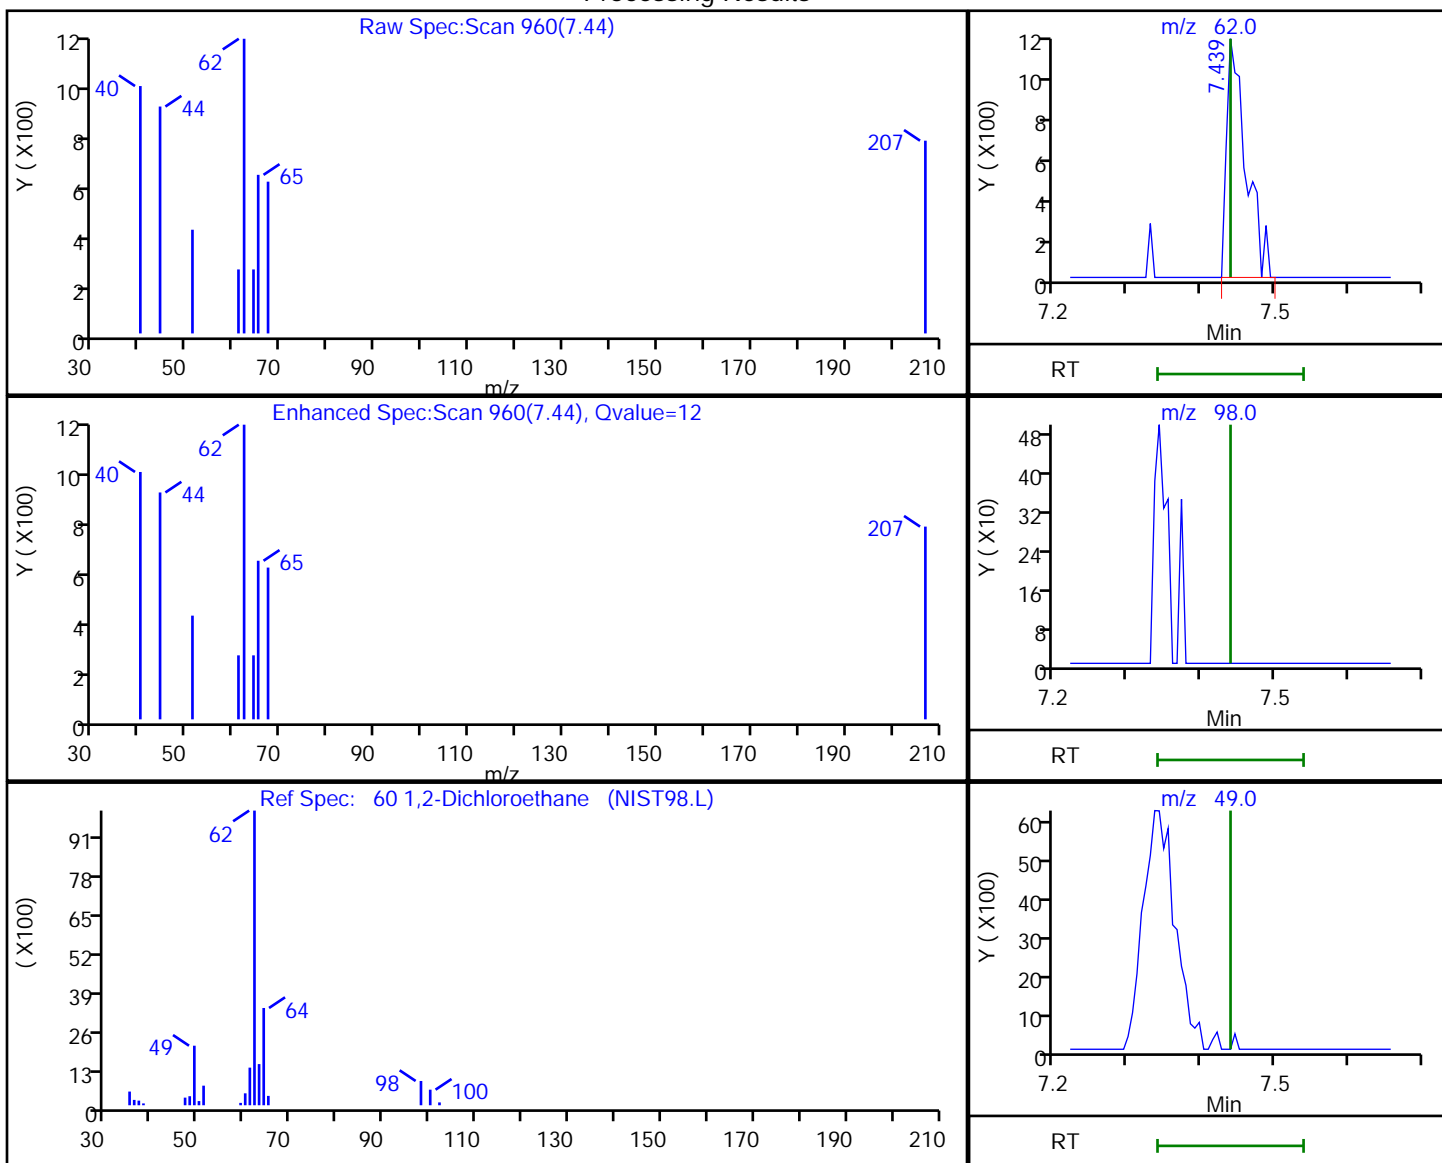 Processing Results
Raw Spec:Scan 960(7.44)
Y ( X100)
12
10
8
6
4
2
0
40
44
62
65
207
30 50 70 90 110 130 150 170 190 210
m/z
m/z 62.0
Y ( X100)
12
10
8
6
4
2
0
7.439
7.2 7.5
Min
RT
Enhanced Spec:Scan 960(7.44), Qvalue=12
Y ( X100)
12
10
8
6
4
2
0
40
44
62
65
207
30 50 70 90 110 130 150 170 190 210
m/z
m/z 98.0
Y ( X10)
48
40
32
24
16
8
0
7.2 7.5
Min
RT
Ref Spec: 60 1,2-Dichloroethane (NIST98.L)
( X100)
91
78
65
52
39
26
13
0
62
64
49
98
100
30 50 70 90 110 130 150 170 190 210
m/z 49.0
Y ( X100)
60
50
40
30
20
10
0
7.2 7.5
Min
RT